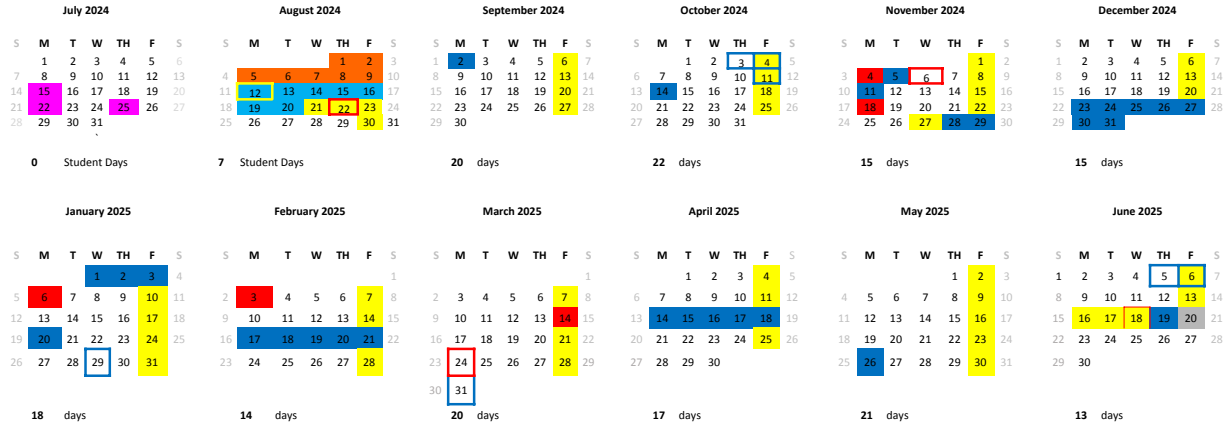 July 2024
S M T W TH F S
1 2 3 4 5 6
7 8 9 10 11 12 13
14 15 16 17 18 19 20
21 22 23 24 25 26 27
28 29 30 31
`
0 Student Days
August 2024
S M T W TH F S
1 2 3
4 5 6 7 8 9 10
11 12 13 14 15 16 17
18 19 20 21 22 23 24
25 26 27 28 29 30 31
7 Student Days
September 2024
S M T W TH F S
1 2 3 4 5 6 7
8 9 10 11 12 13 14
15 16 17 18 19 20 21
22 23 24 25 26 27 28
29 30
20 days
October 2024
S M T W TH F S
1 2 3 4 5
6 7 8 9 10 11 12
13 14 15 16 17 18 19
20 21 22 23 24 25 26
27 28 29 30 31
22 days
November 2024
S M T W TH F S
1 2
3 4 5 6 7 8 9
10 11 12 13 14 15 16
17 18 19 20 21 22 23
24 25 26 27 28 29 30
15 days
December 2024
S M T W TH F S
1 2 3 4 5 6 7
8 9 10 11 12 13 14
15 16 17 18 19 20 21
22 23 24 25 26 27 28
29 30 31
15 days
January 2025
S M T W TH F S
1 2 3 4
5 6 7 8 9 10 11
12 13 14 15 16 17 18
19 20 21 22 23 24 25
26 27 28 29 30 31
18 days
February 2025
S M T W TH F S
1
2 3 4 5 6 7 8
9 10 11 12 13 14 15
16 17 18 19 20 21 22
23 24 25 26 27 28
14 days
March 2025
S M T W TH F S
1
2 3 4 5 6 7 8
9 10 11 12 13 14 15
16 17 18 19 20 21 22
23 24 25 26 27 28 29
30 31
20 days
April 2025
S M T W TH F S
1 2 3 4 5
6 7 8 9 10 11 12
13 14 15 16 17 18 19
20 21 22 23 24 25 26
27 28 29 30
17 days
May 2025
S M T W TH F S
1 2 3
4 5 6 7 8 9 10
11 12 13 14 15 16 17
18 19 20 21 22 23 24
25 26 27 28 29 30 31
21 days
June 2025
S M T W TH F S
1 2 3 4 5 6 7
8 9 10 11 12 13 14
15 16 17 18 19 20 21
22 23 24 25 26 27 28
29 30
13 days